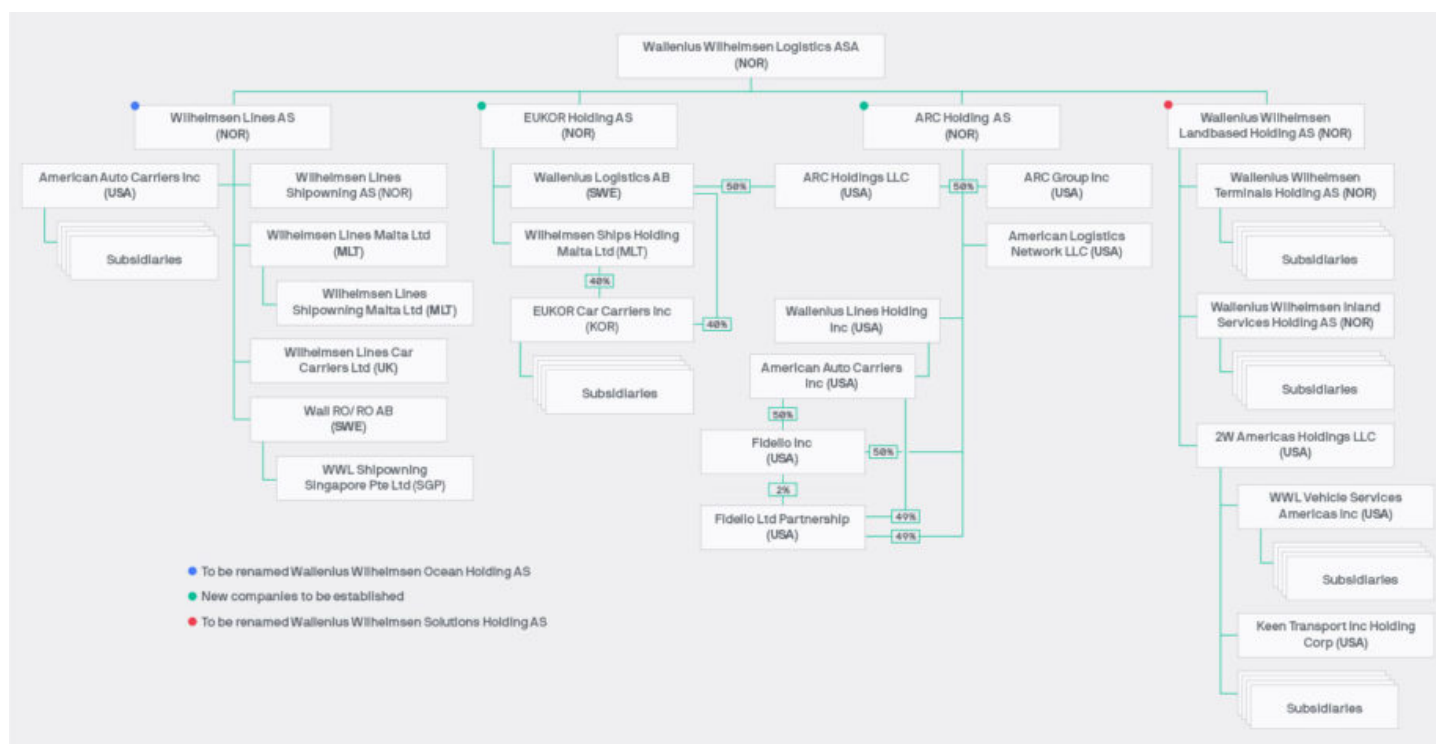 Wallenius Wilhelmsen Logistics ASA
(NOR)
Wilhelmsen Lines AS
(NOR)
EUKOR Holding AS
(NOR)
ARC Holding AS
(NOR)
Wallenius Wilhelmsen
Landbased Holding AS (NOR)
American Auto Carriers Inc
(USA)
Subsidiaries
Wilhelmsen Lines
Shipowning AS (NOR)
Wilhelmsen Lines Malta Ltd
(MLT)
Wilhelmsen Lines
Shipowning Malta Ltd (MLT)
Wilhelmsen Lines Car
Carriers Ltd (UK)
Wall RO/RO AB
(SWE)
WWL Shipowning
Singapore Pte Ltd (SGP)
Wallenius Logistics AB
(SWE)
50%
Wilhelmsen Ships Holding
Malta Ltd (MLT)
40%
EUKOR Car Carriers Inc
(KOR)
40%
Subsidiaries
ARC Holdings LLC
(USA)
50%
ARC Group Inc
(USA)
American Logistics
Network LLC (USA)
Wallenius Lines Holding
Inc (USA)
American Auto Carriers
Inc (USA)
50%
Fidelio Inc
(USA)
50%
2%
Fidelio Ltd Partnership
(USA)
49%
49%
Wallenius Wilhelmsen
Terminals Holding AS (NOR)
Subsidiaries
Wallenius Wilhelmsen Inland
Services Holding AS (NOR)
Subsidiaries
2W Americas Holdings LLC
(USA)
WWL Vehicle Services
Americas Inc (USA)
Subsidiaries
Keen Transport Inc Holding
Corp (USA)
Subsidiaries
To be renamed Wallenius Wilhelmsen Ocean Holding AS
New companies to be established
To be renamed Wallenius Wilhelmsen Solutions Holding AS